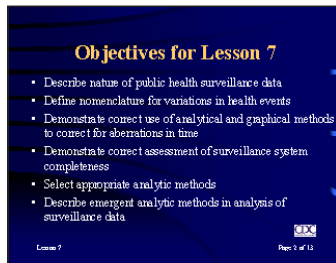 Objectives for Lesson 7
• Describe nature of public health surveillance data
• Define nomenclature for variations in health events
• Demonstrate correct use of analytical and graphical methods
to correct for aberrations in time
• Demonstrate correct assessment of surveillance system
completeness
• Select appropriate analytic methods
• Describe emergent analytic methods in analysis of
surveillance data
CDC
Lesson 7
Page 2 of 13